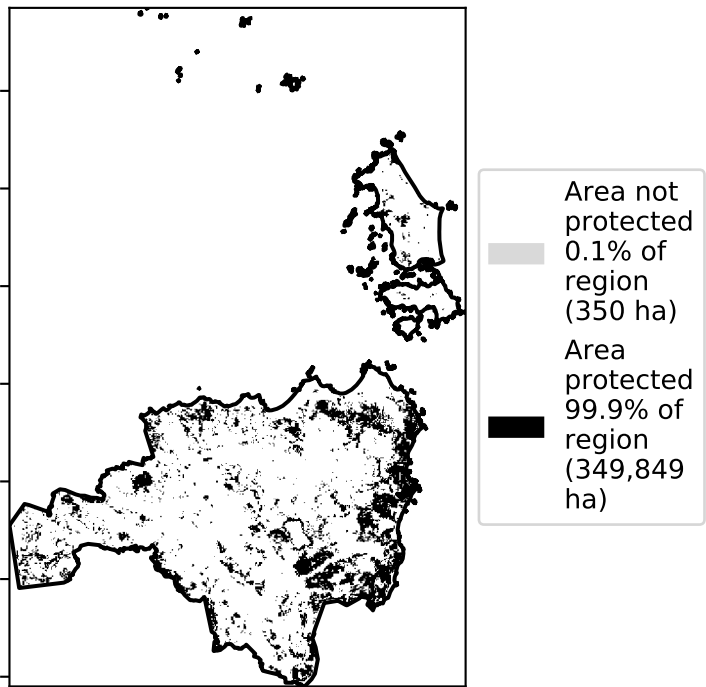 Area not
protected
0.1% of
region
(350 ha)
Area
protected
99.9% of
region
(349,849
ha)